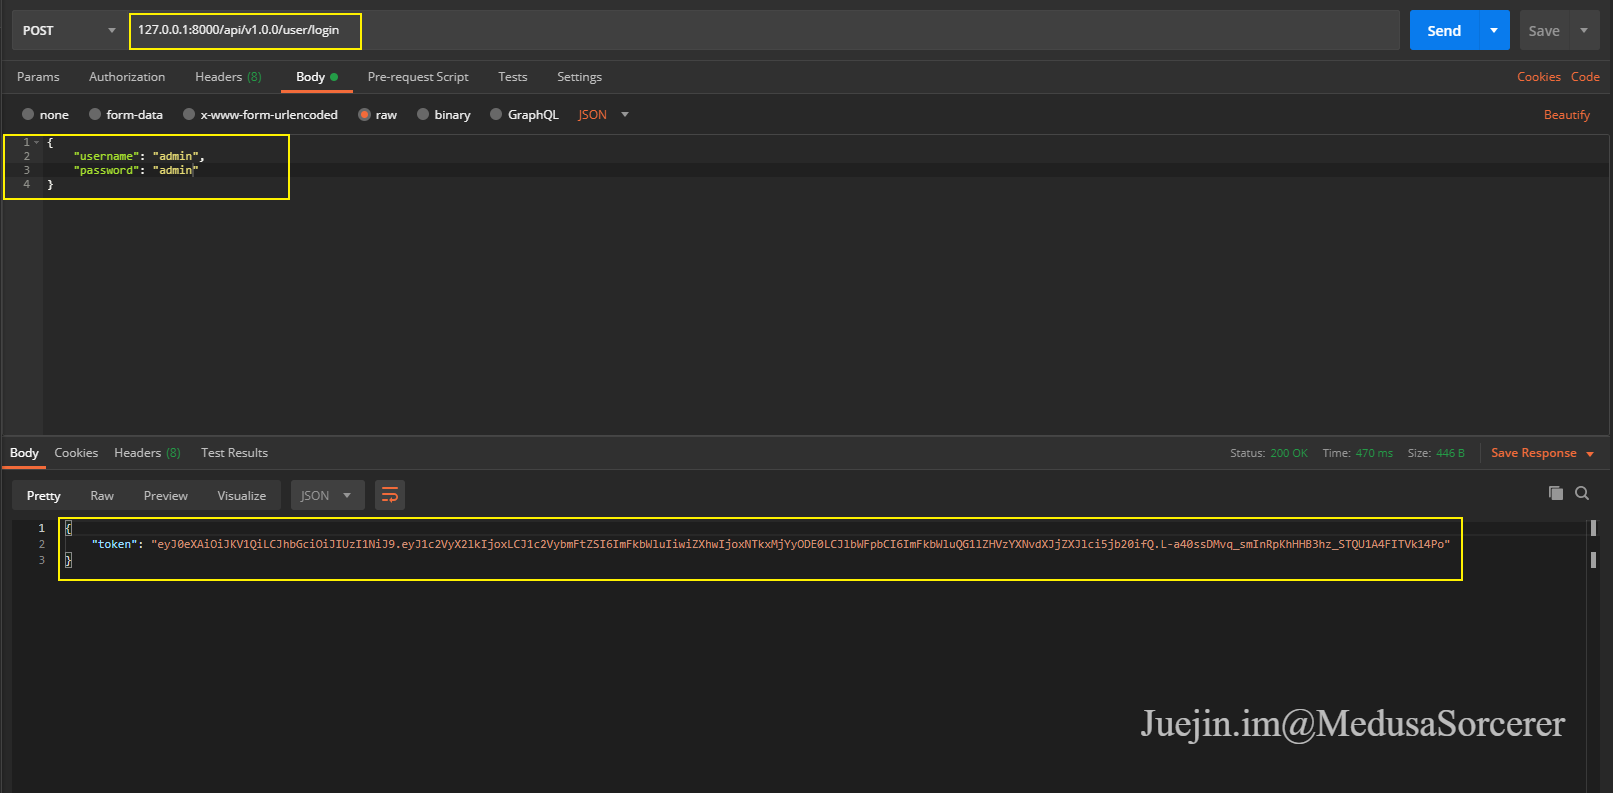 POST 127.0.0.1:8000/api/v1.0.0/user/login Send Save
Params Authorization Headers (8) Body Pre-request Script Tests Settings Cookies Code
none form-data x-www-form-urlencoded raw binary GraphQL JSON Beautify
1 {
2 "username": "admin",
3 "password": "admin"
4 }
Body Cookies Headers (8) Test Results Status: 200 OK Time: 470 ms Size: 446 B Save Response
Pretty Raw Preview Visualize JSON
1 {
2 "token": "eyJ0eXAiOiJKV1QiLCJhbGciOiJIUzI1NiJ9.eyJ1c2VyX2lkIjoxLCJ1c2VybmFtZSI6ImFkbWluIiwiZXhwIjoxNTkxMjYyODE0LCJlbWFpbCI6ImFkbWluQG1lZHVzYXNvdXJjZXJlci5jb20ifQ.L-a40ssDMvq_smInRpKhHHB3hz_STQU1A4FITVk14Po"
3 }
Juejin.im@MedusaSorcerer